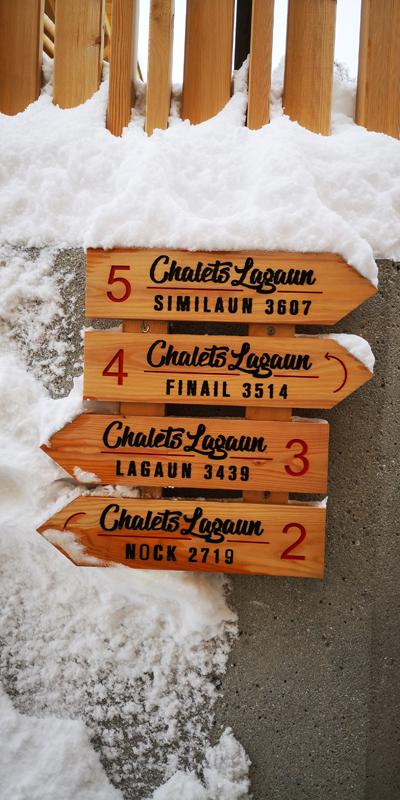 5 Chalets Lagaun
SIMILAUN 3607
4 Chalets Lagaun
FINAIL 3514
Chalets Lagaun 3
LAGAUN 3439
Chalets Lagaun 2
NOCK 2719